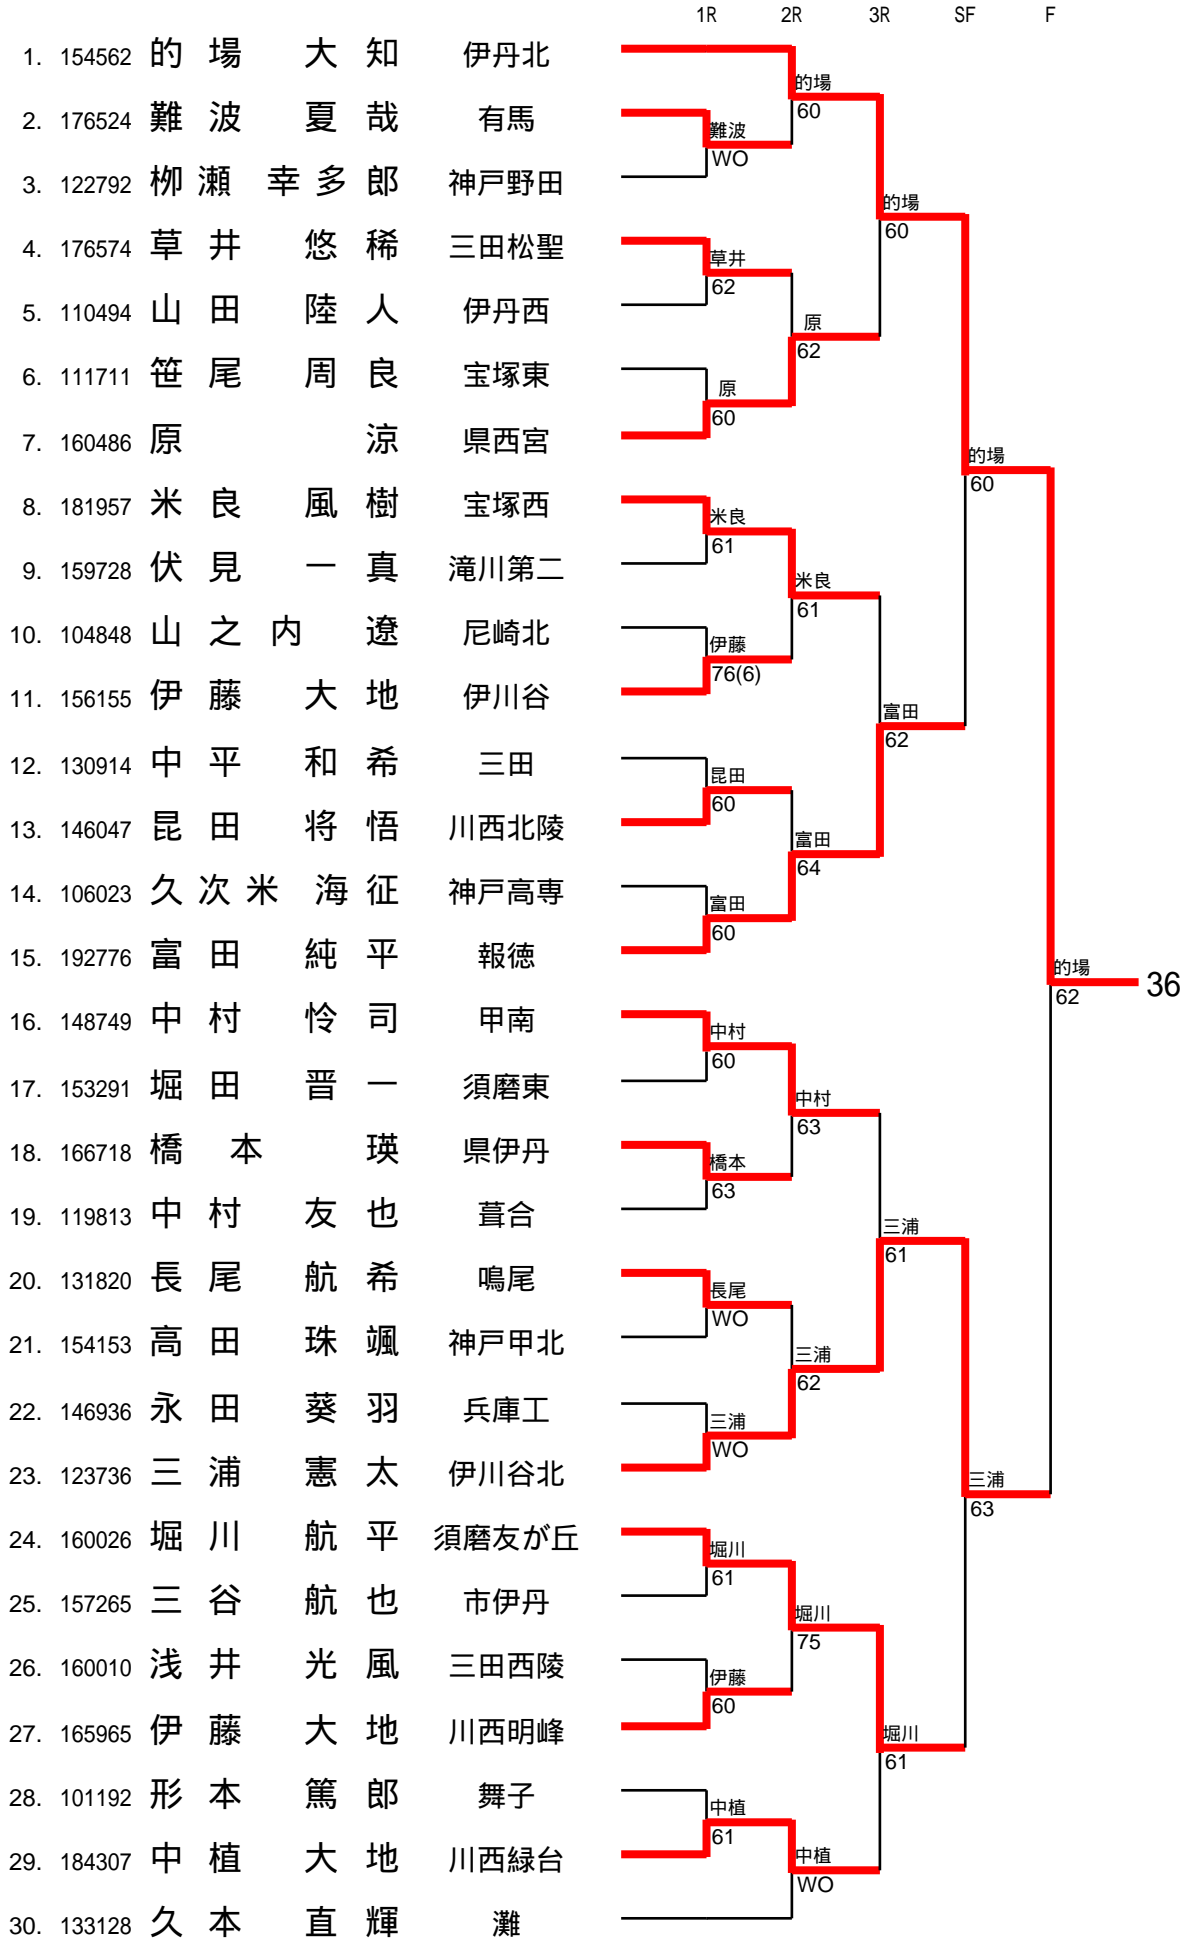 1R 2R 3R SF F
1. 154562 的場 大知 伊丹北
的場
60
2. 176524 難波 夏哉 有馬
難波
WO
3. 122792 栁瀬 幸多郎 神戸野田
的場
60
4. 176574 草井 悠稀 三田松聖
草井
62
5. 110494 山田 陸人 伊丹西
原
62
6. 111711 笹尾 周良 宝塚東
原
60
7. 160486 原 涼 県西宮
的場
60
8. 181957 米良 風樹 宝塚西
米良
61
9. 159728 伏見 一真 滝川第二
米良
61
10. 104848 山之内 遼 尼崎北
伊藤
76(6)
11. 156155 伊藤 大地 伊川谷
富田
62
12. 130914 中平 和希 三田
昆田
60
13. 146047 昆田 将悟 川西北陵
富田
64
14. 106023 久次米 海征 神戸高専
富田
60
15. 192776 富田 純平 報徳
的場
62
36
16. 148749 中村 怜司 甲南
中村
60
17. 153291 堀田 晋一 須磨東
中村
63
18. 166718 橋本 瑛 県伊丹
橋本
63
19. 119813 中村 友也 葺合
三浦
61
20. 131820 長尾 航希 鳴尾
長尾
WO
21. 154153 高田 珠颯 神戸甲北
三浦
62
22. 146936 永田 葵羽 兵庫工
三浦
WO
23. 123736 三浦 憲太 伊川谷北
三浦
63
24. 160026 堀川 航平 須磨友が丘
堀川
61
25. 157265 三谷 航也 市伊丹
堀川
75
26. 160010 浅井 光風 三田西陵
伊藤
60
27. 165965 伊藤 大地 川西明峰
堀川
61
28. 101192 形本 篤郎 舞子
中植
61
29. 184307 中植 大地 川西緑台
中植
WO
30. 133128 久本 直輝 灘